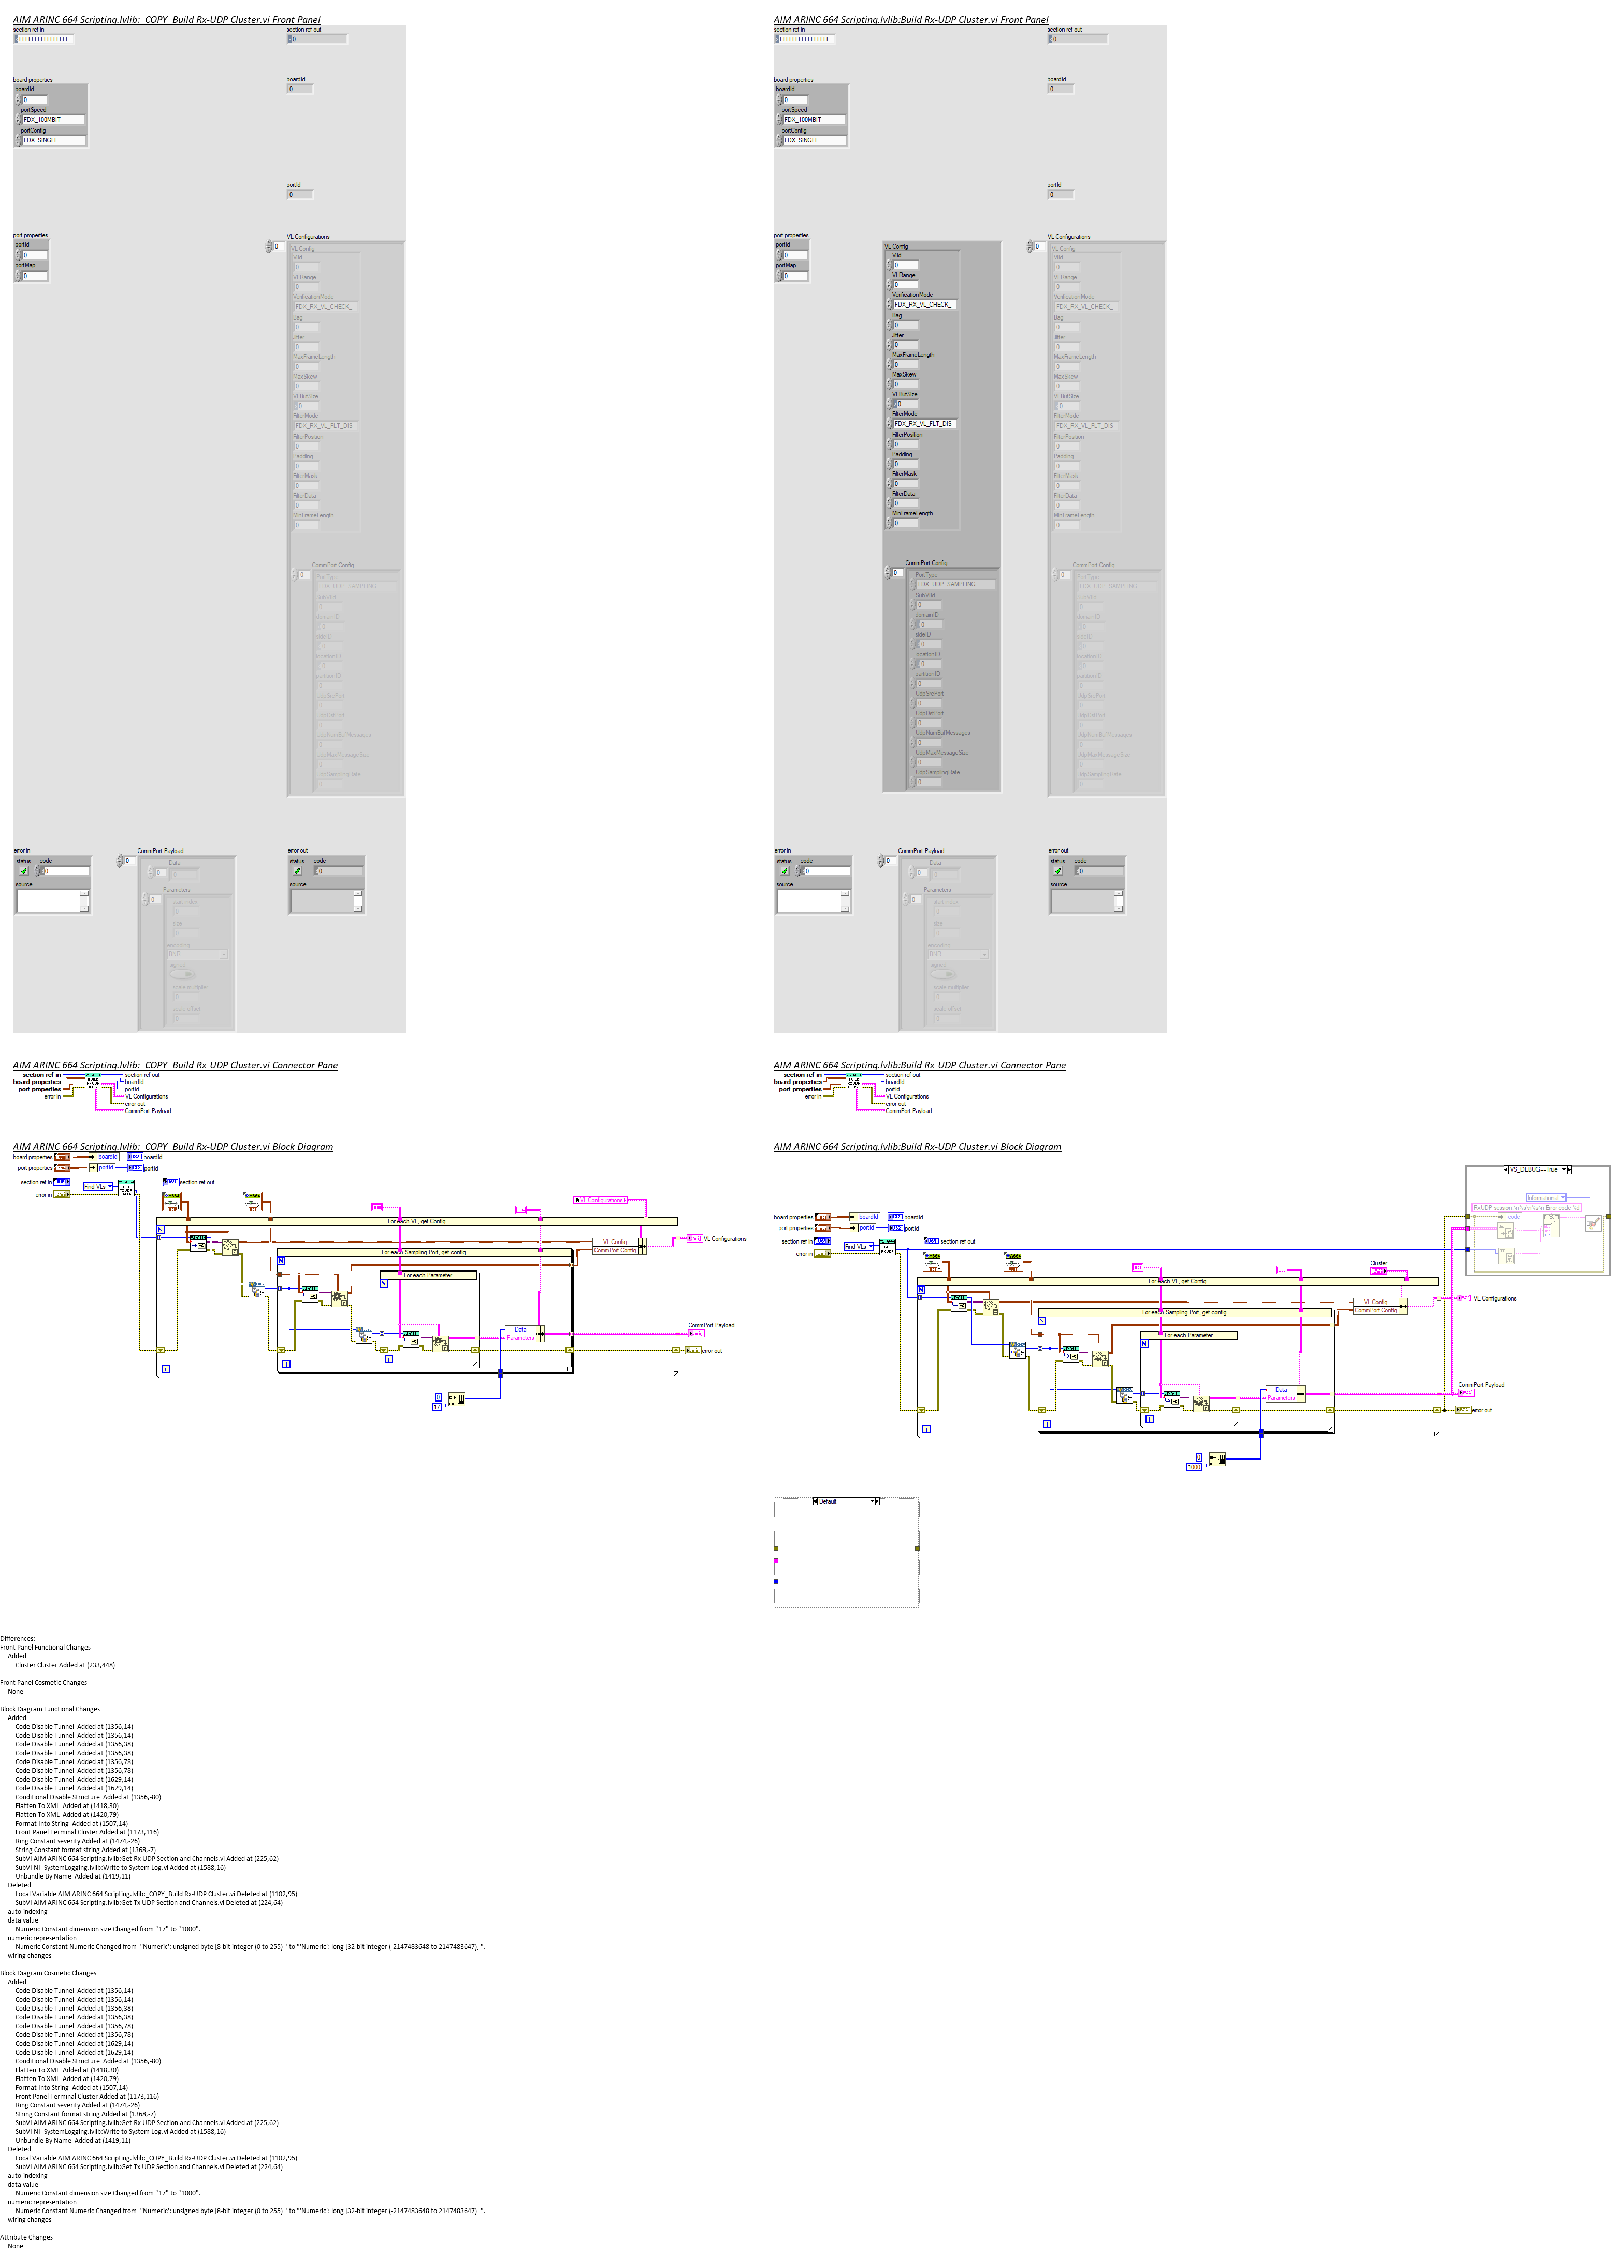 AIM ARINC 664 Scripting.lvlib:_COPY_Build Rx-UDP Cluster.vi Front Panel
section ref in
FFFFFFFFFFFFFFFF
section ref out
0
board properties
boardId
0
portSpeed
FDX_100MBIT
portConfig
FDX_SINGLE
boardId
0
portId
0
port properties
portId
0
portMap
0
VL Configurations
0
VL Config
VlId
0
VLRange
0
VerificationMode
FDX_RX_VL_CHECK_
Bag
0
Jitter
0
MaxFrameLength
0
MaxSkew
0
VLBufSize
0
FilterMode
FDX_RX_VL_FLT_DIS
FilterPosition
0
Padding
0
FilterMask
0
FilterData
0
MinFrameLength
0
CommPort Config
0
PortType
FDX_UDP_SAMPLING
SubVlId
0
domainID
0
sideID
0
locationID
0
partitionID
0
UdpSrcPort
0
UdpDstPort
0
UdpNumBufMessages
0
UdpMaxMessageSize
0
UdpSamplingRate
0
error in
status code
0
source
CommPort Payload
0
Data
0
Parameters
0
start index
0
size
0
encoding
BNR
signed
scale multiplier
scale offset
error out
status code
0
source
AIM ARINC 664 Scripting.lvlib:Build Rx-UDP Cluster.vi Front Panel
section ref in
FFFFFFFFFFFFFFFF
section ref out
0
board properties
boardId
0
portSpeed
FDX_100MBIT
portConfig
FDX_SINGLE
boardId
0
portId
0
port properties
portId
0
portMap
0
VL Config
VlId
0
VLRange
0
VerificationMode
FDX_RX_VL_CHECK_
Bag
0
Jitter
0
MaxFrameLength
0
MaxSkew
0
VLBufSize
0
FilterMode
FDX_RX_VL_FLT_DIS
FilterPosition
0
Padding
0
FilterMask
0
FilterData
0
MinFrameLength
0
CommPort Config
0
PortType
FDX_UDP_SAMPLING
SubVlId
0
domainID
0
sideID
0
locationID
0
partitionID
0
UdpSrcPort
0
UdpDstPort
0
UdpNumBufMessages
0
UdpMaxMessageSize
0
UdpSamplingRate
0
VL Configurations
0
VL Config
VlId
0
VLRange
0
VerificationMode
FDX_RX_VL_CHECK_
Bag
0
Jitter
0
MaxFrameLength
0
MaxSkew
0
VLBufSize
0
FilterMode
FDX_RX_VL_FLT_DIS
FilterPosition
0
Padding
0
FilterMask
0
FilterData
0
MinFrameLength
0
CommPort Config
0
PortType
FDX_UDP_SAMPLING
SubVlId
0
domainID
0
sideID
0
locationID
0
partitionID
0
UdpSrcPort
0
UdpDstPort
0
UdpNumBufMessages
0
UdpMaxMessageSize
0
UdpSamplingRate
0
error in
status code
0
source
CommPort Payload
0
Data
0
Parameters
0
start index
0
size
0
encoding
BNR
signed
scale multiplier
scale offset
error out
status code
0
source
AIM ARINC 664 Scripting.lvlib:_COPY_Build Rx-UDP Cluster.vi Connector Pane
section ref in
board properties
port properties
error in
BUILD
section ref out
boardId
portId
VL Configurations
error out
CommPort Payload
AIM ARINC 664 Scripting.lvlib:Build Rx-UDP Cluster.vi Connector Pane
section ref in
board properties
port properties
error in
BUILD
section ref out
boardId
portId
VL Configurations
error out
CommPort Payload
AIM ARINC 664 Scripting.lvlib:_COPY_Build Rx-UDP Cluster.vi Block Diagram
board properties
boardId
U32
boardId
port properties
portId
U32
portId
section ref in
Find VLs
section ref out
error in
A664
A664
VL Configurations
For each VL, get Config
N
For each Sampling Port, get config
N
For each Parameter
N
VL Config
CommPort Config
VL Configurations
Data
Parameters
CommPort Payload
error out
i
i
i
0
17
AIM ARINC 664 Scripting.lvlib:Build Rx-UDP Cluster.vi Block Diagram
VS_DEBUG==True
Informational
RxUDP session \n%s\n%s\n Error code %d
code
board properties
boardId
U32
boardId
port properties
portId
U32
portId
section ref in
Find VLs
section ref out
error in
A664
A664
Cluster
For each VL, get Config
N
For each Sampling Port, get config
N
For each Parameter
N
VL Config
CommPort Config
VL Configurations
Data
Parameters
CommPort Payload
error out
i
i
i
0
1000
Default
Differences:
Front Panel Functional Changes
Added
Cluster Cluster Added at (233,448)
Front Panel Cosmetic Changes
None
Block Diagram Functional Changes
Added
Code Disable Tunnel Added at (1356,14)
Code Disable Tunnel Added at (1356,14)
Code Disable Tunnel Added at (1356,38)
Code Disable Tunnel Added at (1356,38)
Code Disable Tunnel Added at (1356,78)
Code Disable Tunnel Added at (1356,78)
Code Disable Tunnel Added at (1629,14)
Code Disable Tunnel Added at (1629,14)
Conditional Disable Structure Added at (1356,-80)
Flatten To XML Added at (1418,30)
Flatten To XML Added at (1420,79)
Format Into String Added at (1507,14)
Front Panel Terminal Cluster Added at (1173,116)
Ring Constant severity Added at (1474,-26)
String Constant format string Added at (1368,-7)
SubVI AIM ARINC 664 Scripting.lvlib:Get Rx UDP Section and Channels.vi Added at (225,62)
SubVI NI_SystemLogging.lvlib:Write to System Log.vi Added at (1588,16)
Unbundle By Name Added at (1419,11)
Deleted
Local Variable AIM ARINC 664 Scripting.lvlib:_COPY_Build Rx-UDP Cluster.vi Deleted at (1102,95)
SubVI AIM ARINC 664 Scripting.lvlib:Get Tx UDP Section and Channels.vi Deleted at (224,64)
auto-indexing
data value
Numeric Constant dimension size Changed from "17" to "1000".
numeric representation
Numeric Constant Numeric Changed from "'Numeric': unsigned byte [8-bit integer (0 to 255) " to "'Numeric': long [32-bit integer (-2147483648 to 2147483647)] ".
wiring changes
Block Diagram Cosmetic Changes
Added
Code Disable Tunnel Added at (1356,14)
Code Disable Tunnel Added at (1356,14)
Code Disable Tunnel Added at (1356,38)
Code Disable Tunnel Added at (1356,38)
Code Disable Tunnel Added at (1356,78)
Code Disable Tunnel Added at (1356,78)
Code Disable Tunnel Added at (1629,14)
Code Disable Tunnel Added at (1629,14)
Conditional Disable Structure Added at (1356,-80)
Flatten To XML Added at (1418,30)
Flatten To XML Added at (1420,79)
Format Into String Added at (1507,14)
Front Panel Terminal Cluster Added at (1173,116)
Ring Constant severity Added at (1474,-26)
String Constant format string Added at (1368,-7)
SubVI AIM ARINC 664 Scripting.lvlib:Get Rx UDP Section and Channels.vi Added at (225,62)
SubVI NI_SystemLogging.lvlib:Write to System Log.vi Added at (1588,16)
Unbundle By Name Added at (1419,11)
Deleted
Local Variable AIM ARINC 664 Scripting.lvlib:_COPY_Build Rx-UDP Cluster.vi Deleted at (1102,95)
SubVI AIM ARINC 664 Scripting.lvlib:Get Tx UDP Section and Channels.vi Deleted at (224,64)
auto-indexing
data value
Numeric Constant dimension size Changed from "17" to "1000".
numeric representation
Numeric Constant Numeric Changed from "'Numeric': unsigned byte [8-bit integer (0 to 255) " to "'Numeric': long [32-bit integer (-2147483648 to 2147483647)] ".
wiring changes
Attribute Changes
None